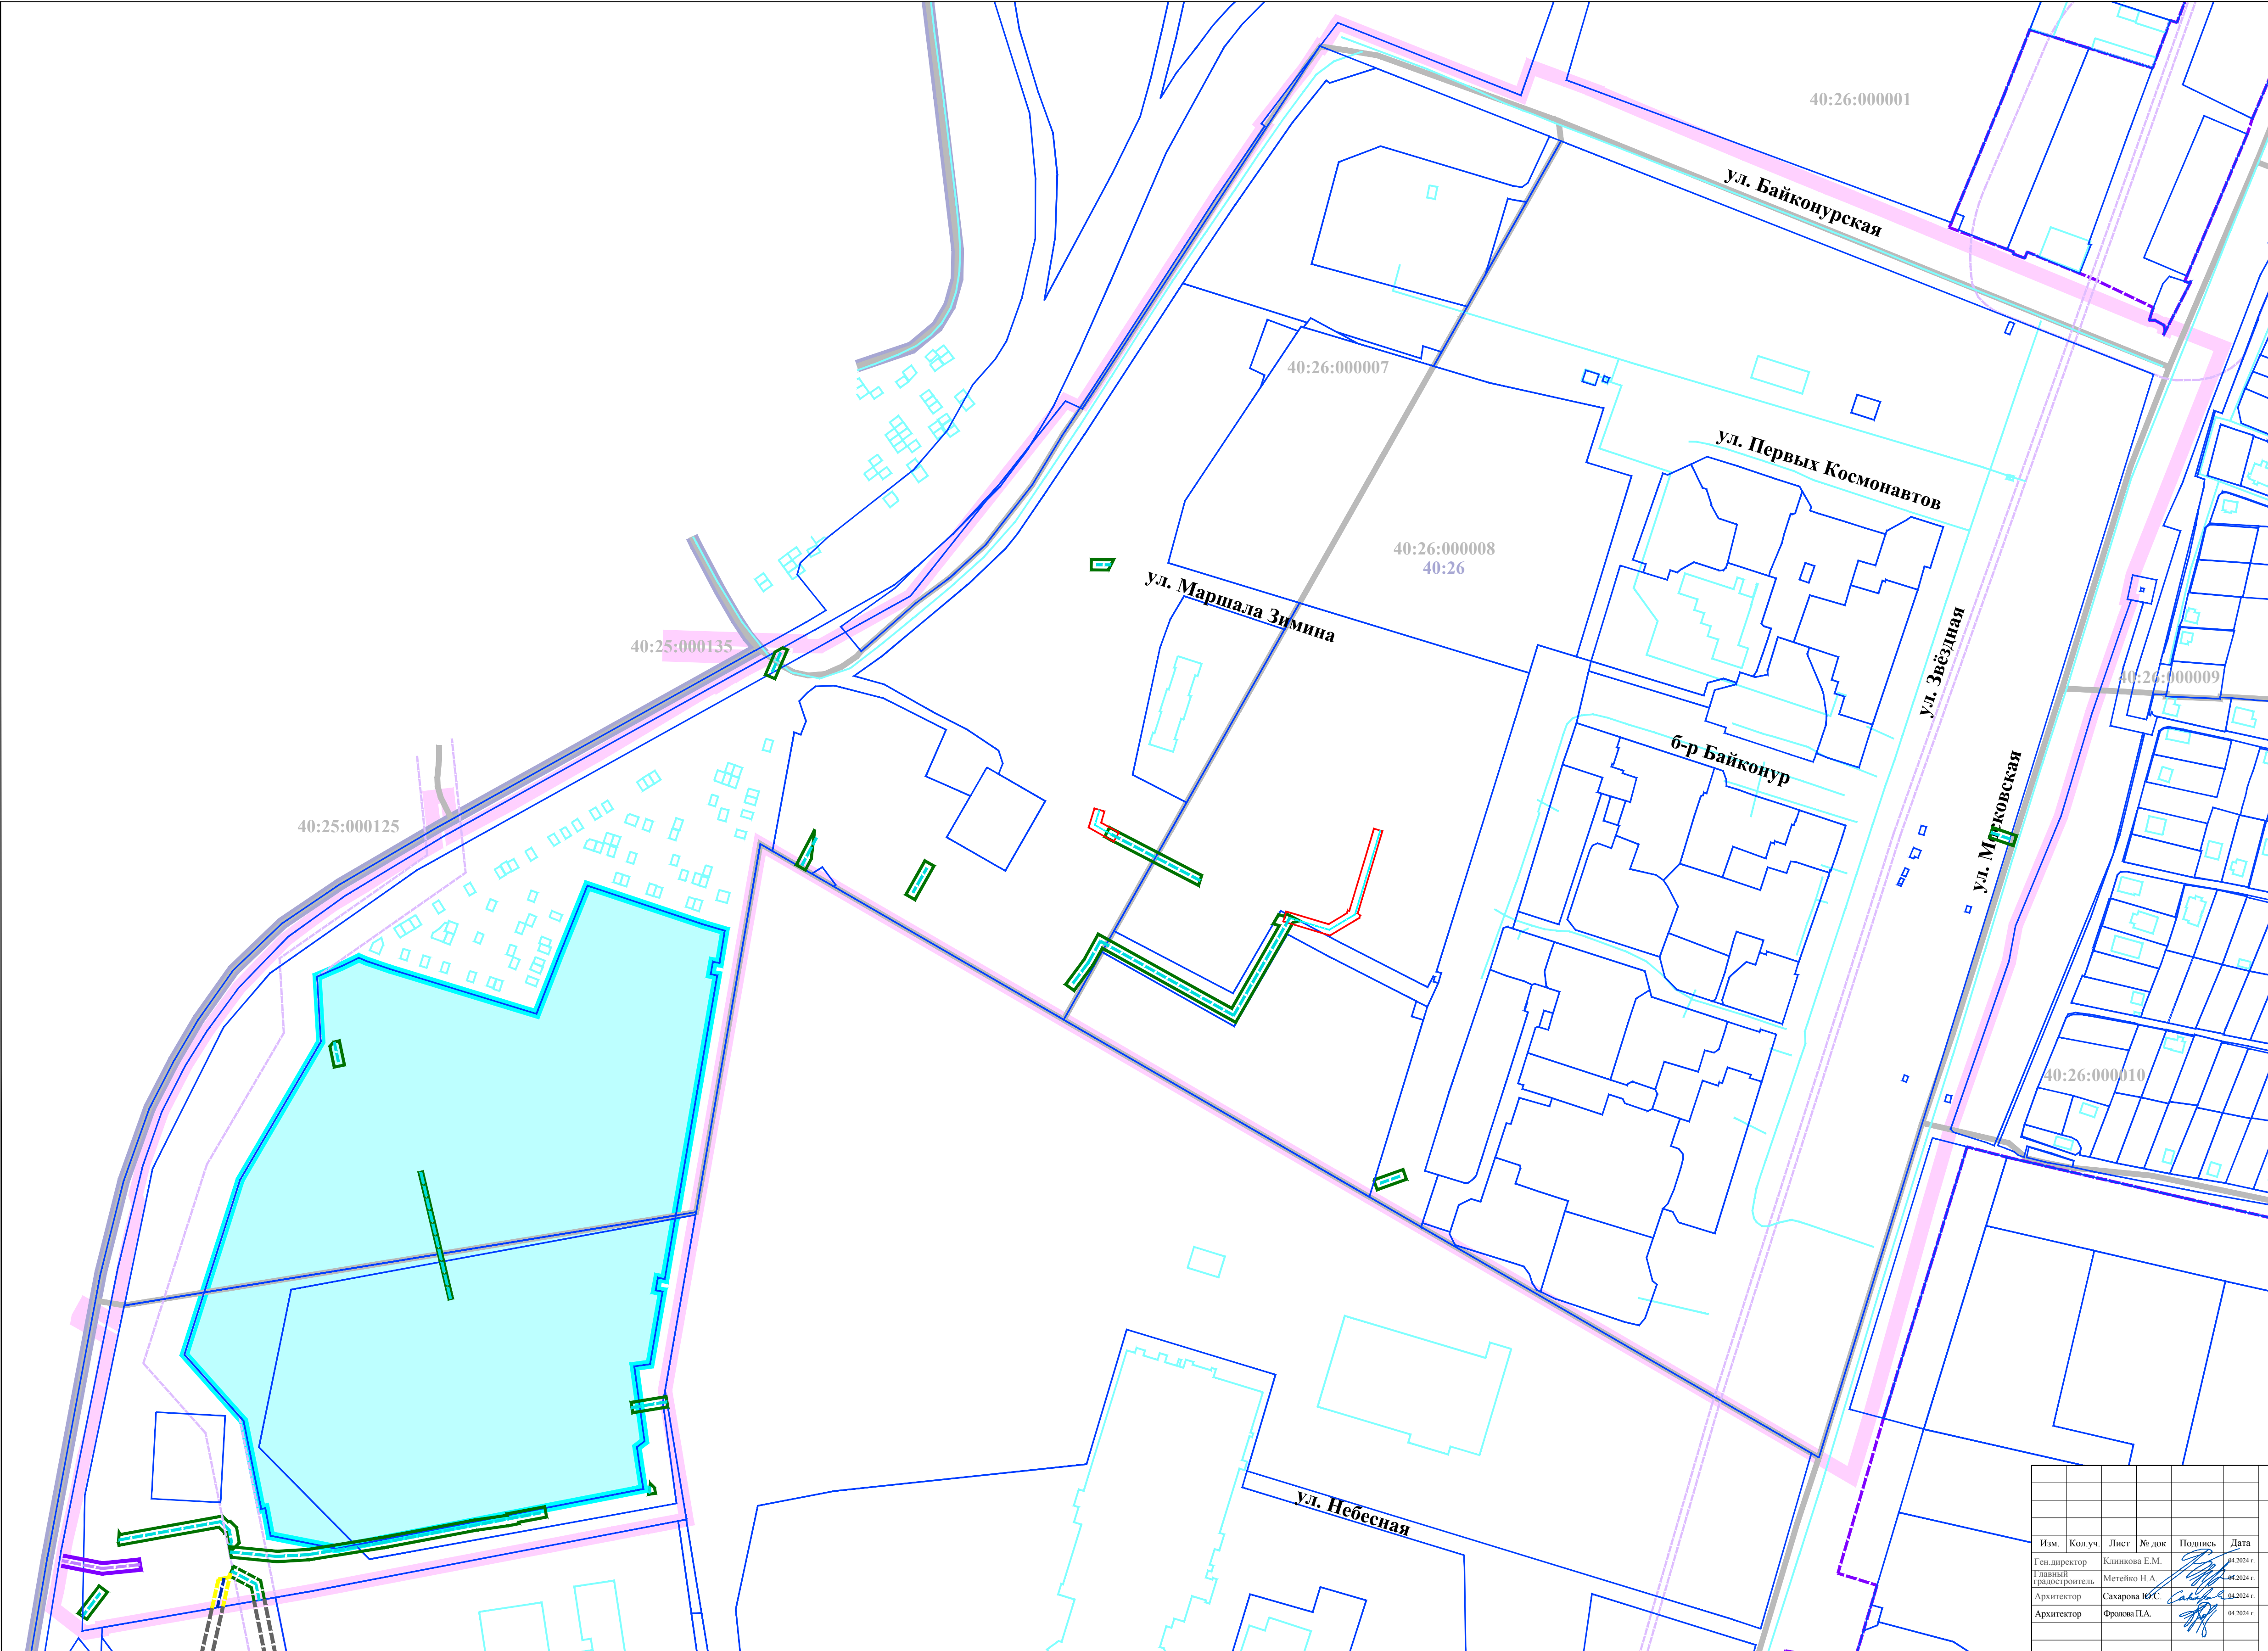 40:26:000001
ул. Байконурская
40:26:000007
ул. Первых Космонавтов
40:26:000008
40:26
ул. Маршала Зимина
40:25:000135
ул. Звёздная
40:26:000009
б-р Байконур
40:25:000125
ул. Московская
40:26:000010
ул. Небесная
Изм. Кол.уч. Лист № док Подпись Дата
Ген.директор Клинкова Е.М. 04.2024 г.
Главный градостроитель Метейко Н.А. 04.2024 г.
Архитектор Сахарова Ю.С. 04.2024 г.
Архитектор Фролова П.А. 04.2024 г.